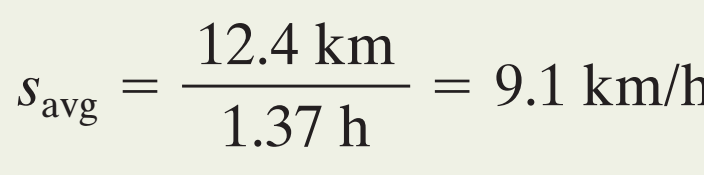 s_avg = 12.4 km / 1.37 h = 9.1 km/h